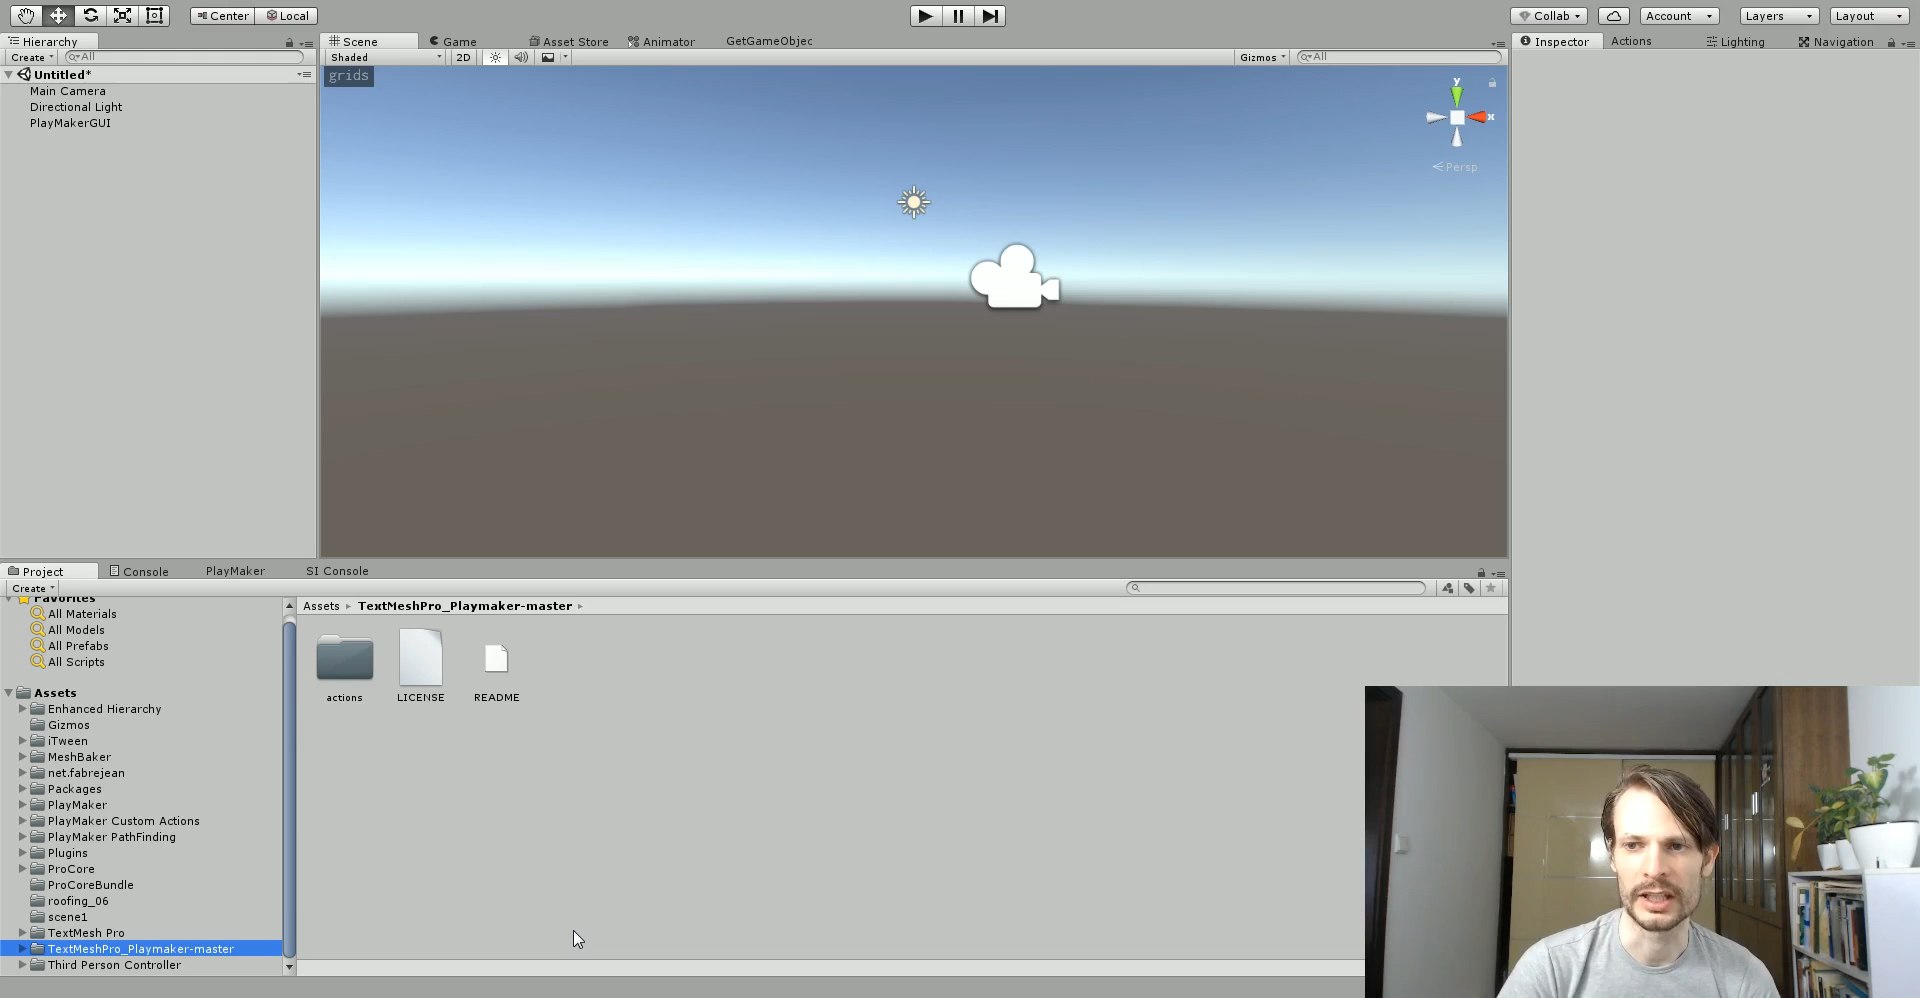 Center Local
Collab Account Layers Layout
Hierarchy
Scene Game Asset Store Animator GetGameObjec
Inspector Actions Lighting Navigation
Create All
Shaded 2D Gizmos All
Untitled*
grids
Main Camera
Directional Light
PlayMakerGUI
y
x
Persp
Project Console PlayMaker SI Console
Create
Favorites
All Materials
All Models
All Prefabs
All Scripts
Assets
Enhanced Hierarchy
Gizmos
iTween
MeshBaker
net.fabrejean
Packages
PlayMaker
PlayMaker Custom Actions
PlayMaker PathFinding
Plugins
ProCore
ProCoreBundle
roofing_06
scene1
TextMesh Pro
TextMeshPro_Playmaker-master
Third Person Controller
Assets TextMeshPro_Playmaker-master
actions LICENSE README